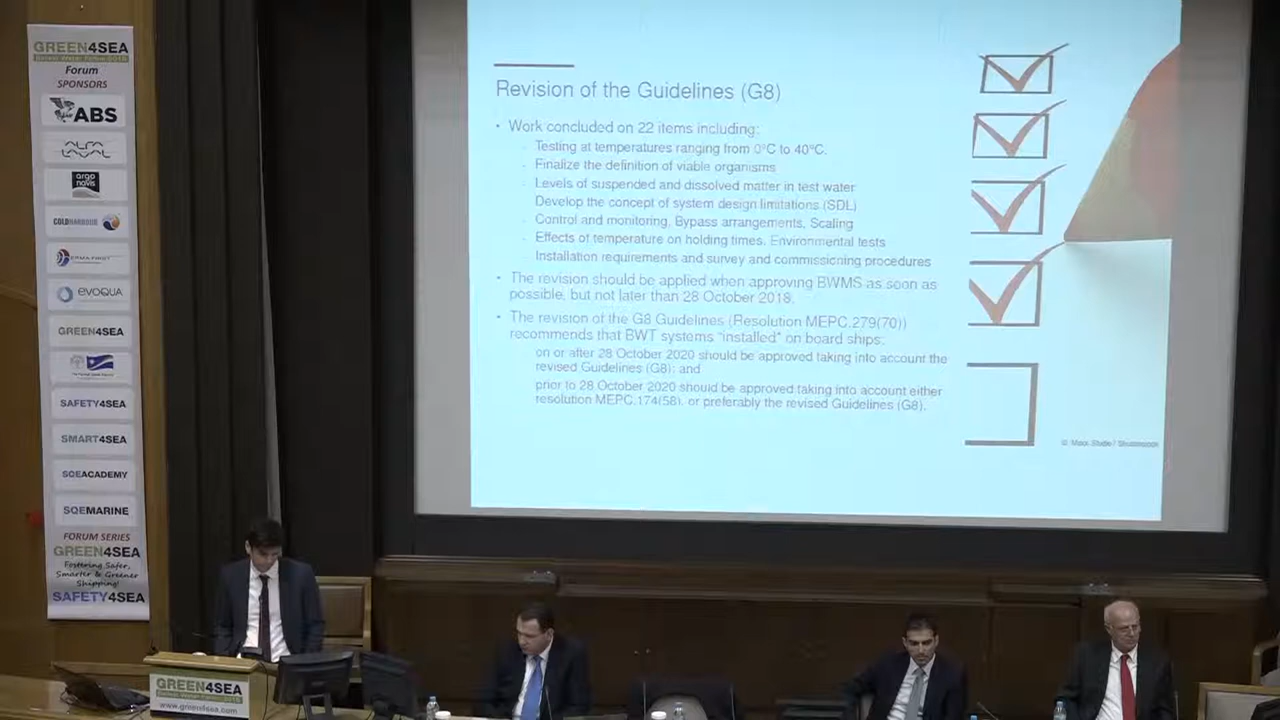 GREEN4SEA
Forum
SPONSORS
ABS
argo
navis
COLDHARBOUR
ERMA FIRST
evoqua
GREEN4SEA
SAFETY4SEA
SMART4SEA
SQEACADEMY
SQEMARINE
FORUM SERIES
GREEN4SEA
Fostering Safer,
Smarter & Greener
Shipping!
SAFETY4SEA
Revision of the Guidelines (G8)
• Work concluded on 22 items including:
- Testing at temperatures ranging from 0°C to 40°C.
- Finalize the definition of viable organisms
- Levels of suspended and dissolved matter in test water
- Develop the concept of system design limitations (SDL)
- Control and monitoring, Bypass arrangements, Scaling
- Effects of temperature on holding times, Environmental tests
- Installation requirements and survey and commissioning procedures
• The revision should be applied when approving BWMS as soon as
possible, but not later than 28 October 2018.
• The revision of the G8 Guidelines (Resolution MEPC.279(70))
recommends that BWT systems "installed" on board ships:
on or after 28 October 2020 should be approved taking into account the
revised Guidelines (G8); and
prior to 28 October 2020 should be approved taking into account either
resolution MEPC.174(58), or preferably the revised Guidelines (G8).
GREEN4SEA
www.green4sea.com